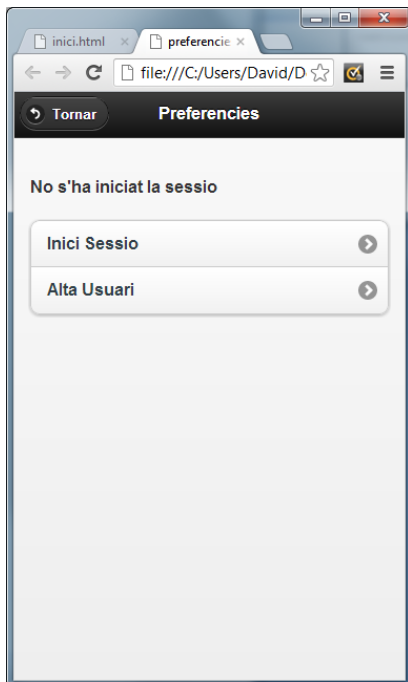 inici.html
preferencie
file:///C:/Users/David/D
Tornar
Preferencies
No s'ha iniciat la sessio
Inici Sessio
Alta Usuari